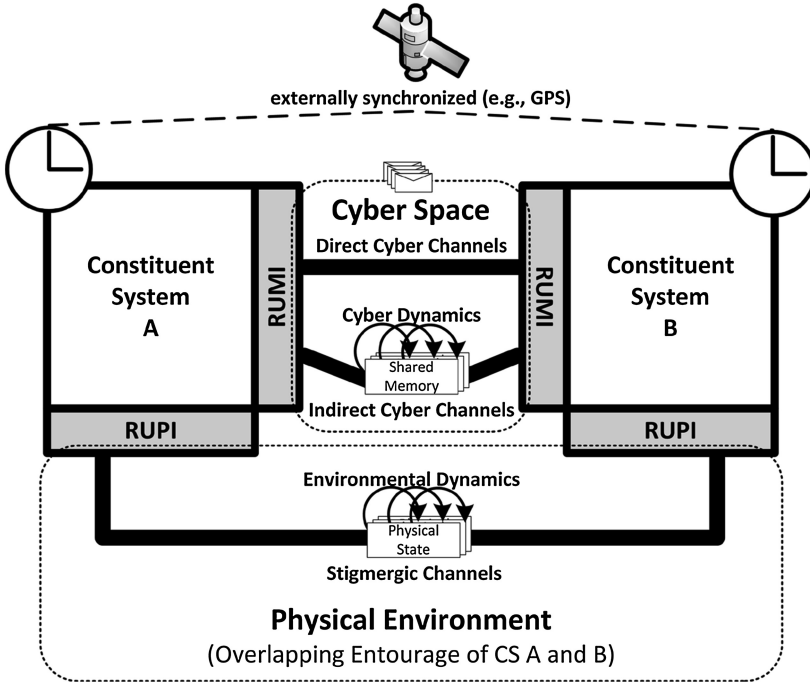 externally synchronized (e.g., GPS)
Cyber Space
Direct Cyber Channels
Constituent
System
A
RUMI
RUMI
Constituent
System
B
Cyber Dynamics
Shared
Memory
Indirect Cyber Channels
RUPI
RUPI
Environmental Dynamics
Physical
State
Stigmergic Channels
Physical Environment
(Overlapping Entourage of CS A and B)